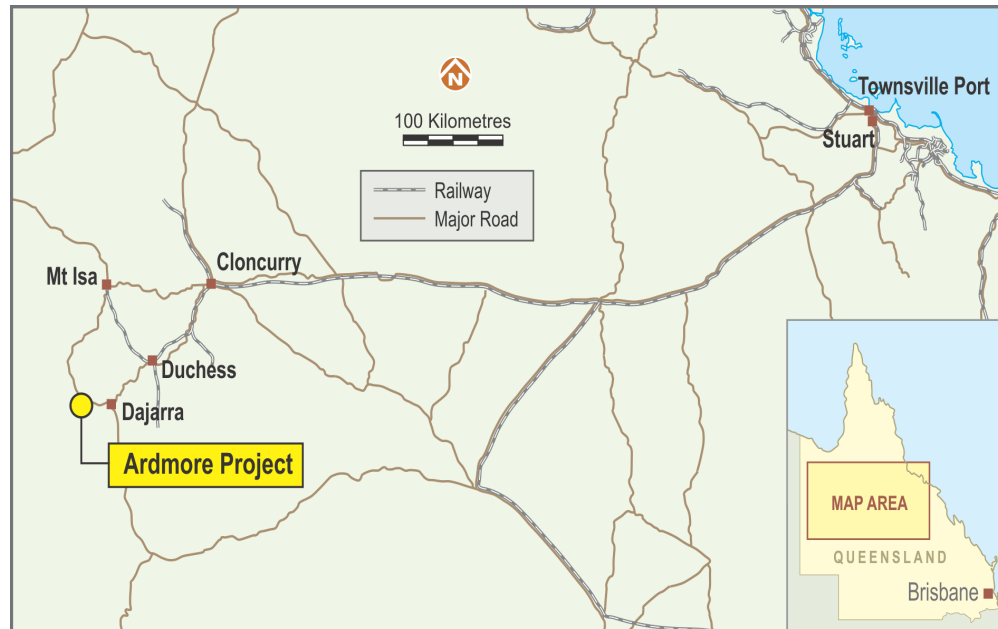 N
100 Kilometres
Railway
Major Road
Townsville Port
Stuart
Mt Isa
Cloncurry
Duchess
Dajarra
Ardmore Project
MAP AREA
QUEENSLAND
Brisbane